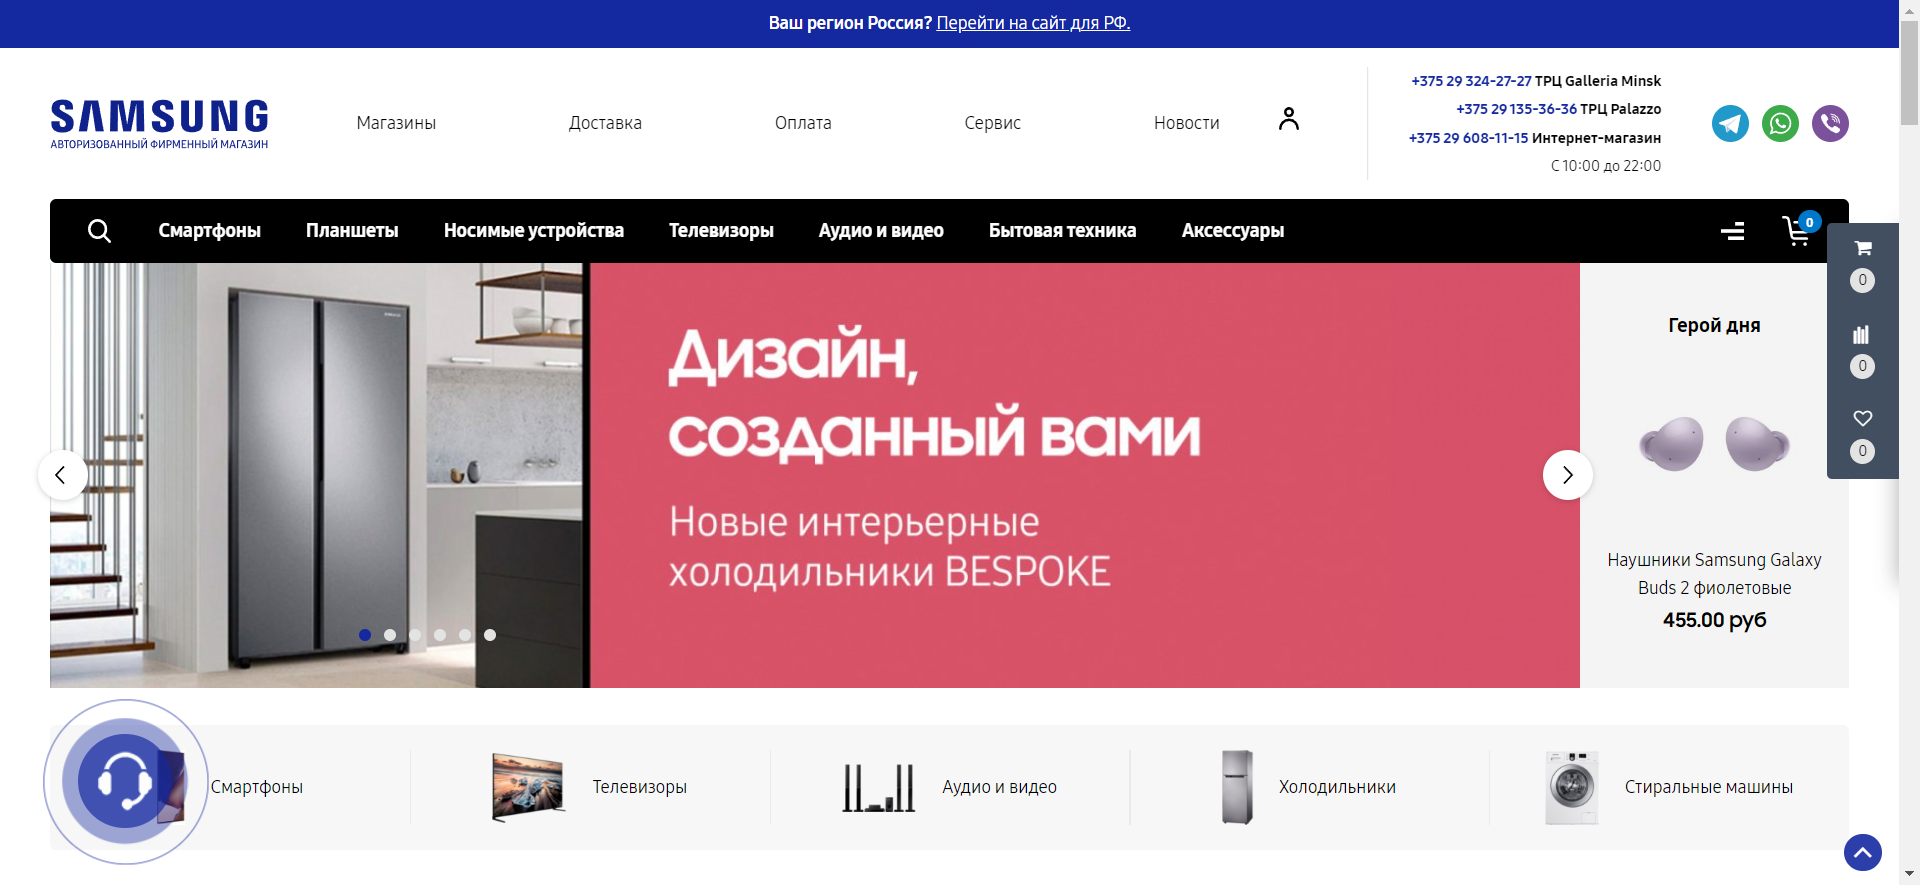 Ваш регион Россия? Перейти на сайт для РФ.
SAMSUNG
АВТОРИЗОВАННЫЙ ФИРМЕННЫЙ МАГАЗИН
Магазины
Доставка
Оплата
Сервис
Новости
+375 29 324-27-27 ТРЦ Galleria Minsk
+375 29 135-36-36 ТРЦ Palazzo
+375 29 608-11-15 Интернет-магазин
С 10:00 до 22:00
Смартфоны
Планшеты
Носимые устройства
Телевизоры
Аудио и видео
Бытовая техника
Аксессуары
0
0
0
0
Дизайн,
созданный вами
Новые интерьерные
холодильники BESPOKE
Герой дня
Наушники Samsung Galaxy
Buds 2 фиолетовые
455.00 руб
Смартфоны
Телевизоры
Аудио и видео
Холодильники
Стиральные машины